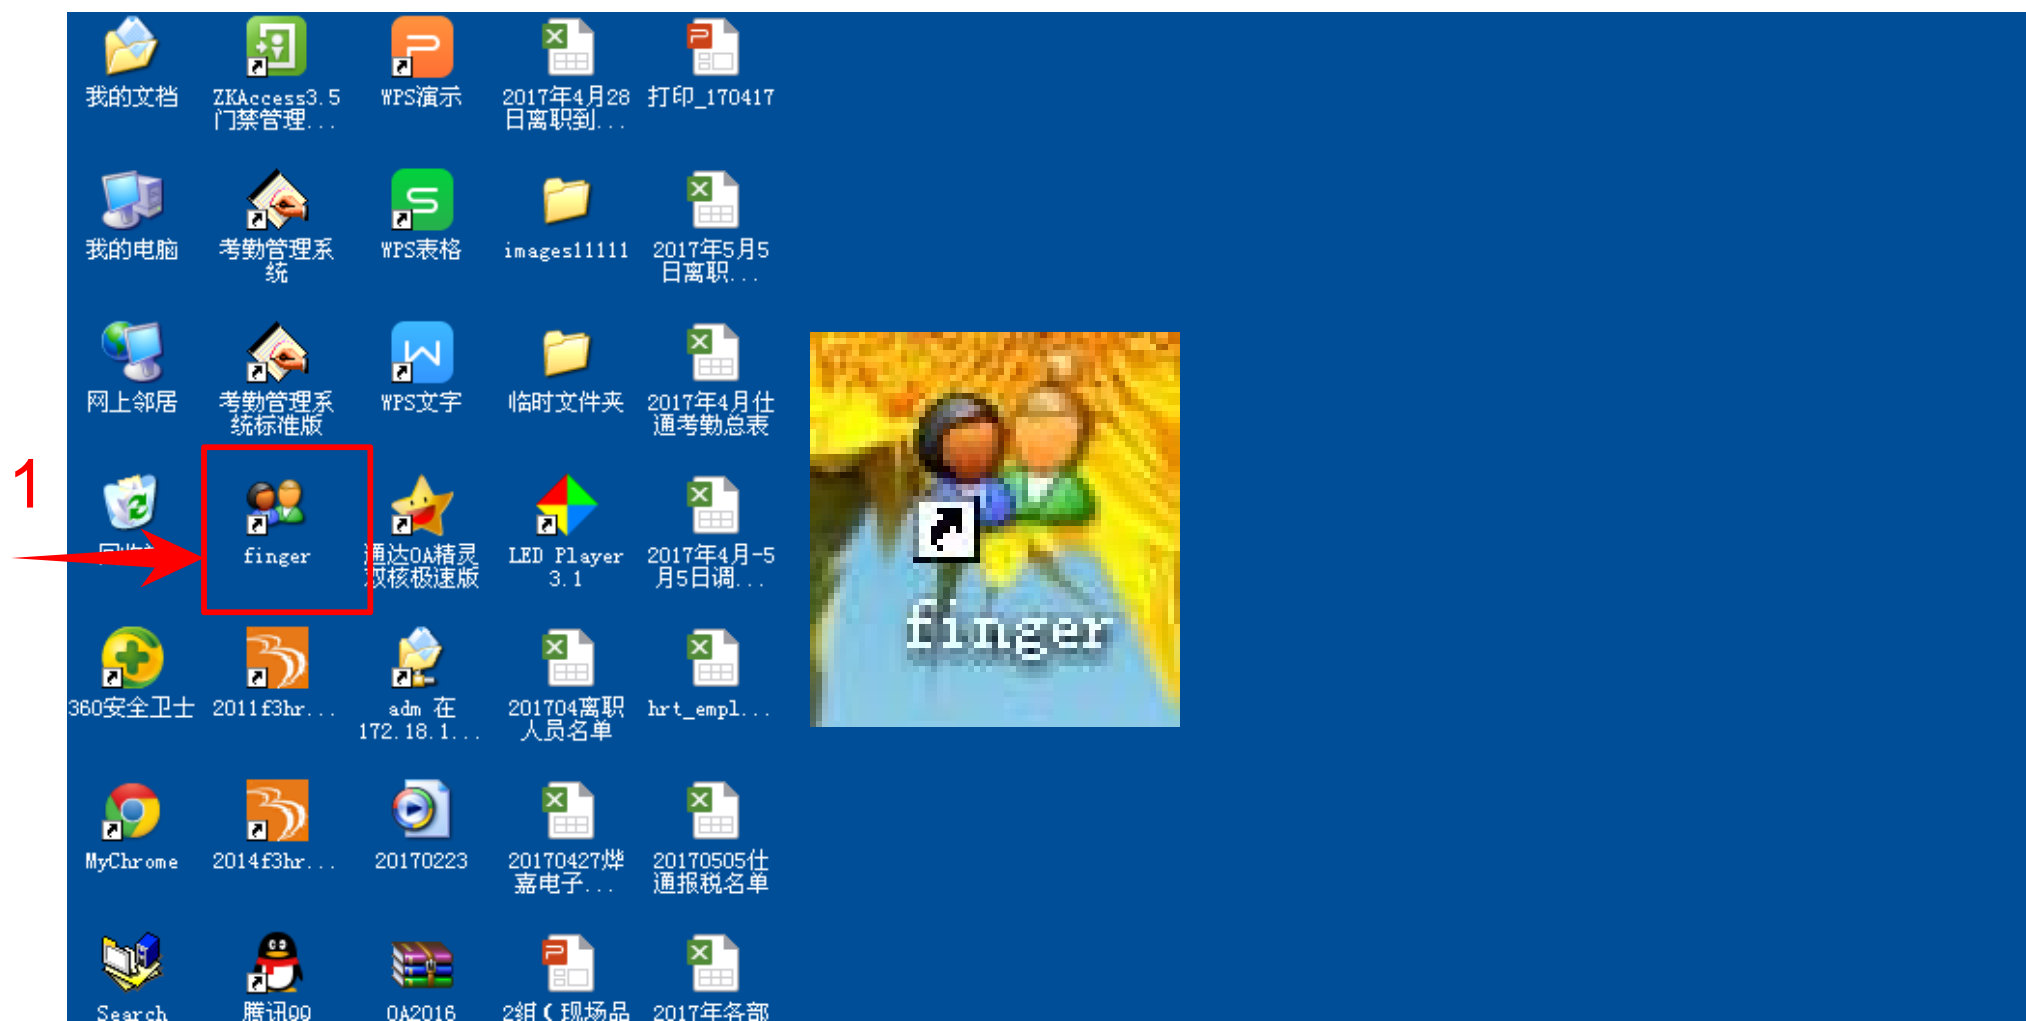 我的文档
ZKAccess3.5
门禁管理...
WPS演示
2017年4月28
日离职到...
打印_170417
我的电脑
考勤管理系
统
WPS表格
images11111
2017年5月5
日离职...
网上邻居
考勤管理系
统标准版
WPS文字
临时文件夹
2017年4月仕
通考勤总表
1
finger
通达OA精灵
双核极速版
LED Player
3.1
2017年4月-5
月5日调...
finger
360安全卫士
2011f3hr...
adm 在
172.18.1...
201704离职
人员名单
hrt_empl...
MyChrome
2014f3hr...
20170223
20170427烨
嘉电子...
20170505仕
通报税名单
Search
腾讯QQ
OA2016
2组(现场品
2017年各部